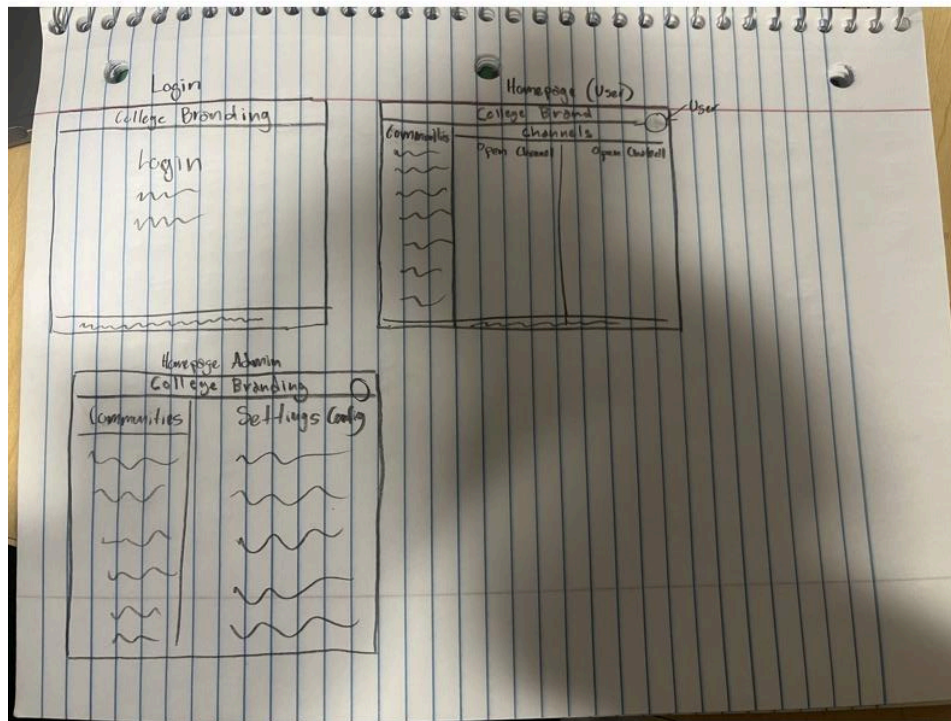 Login
College Branding
Login
Homepage (User)
User
College Brand
Communities
Channels
Open Channel
Open Channell
Homepage Admin
College Branding
Communities
Settings Config